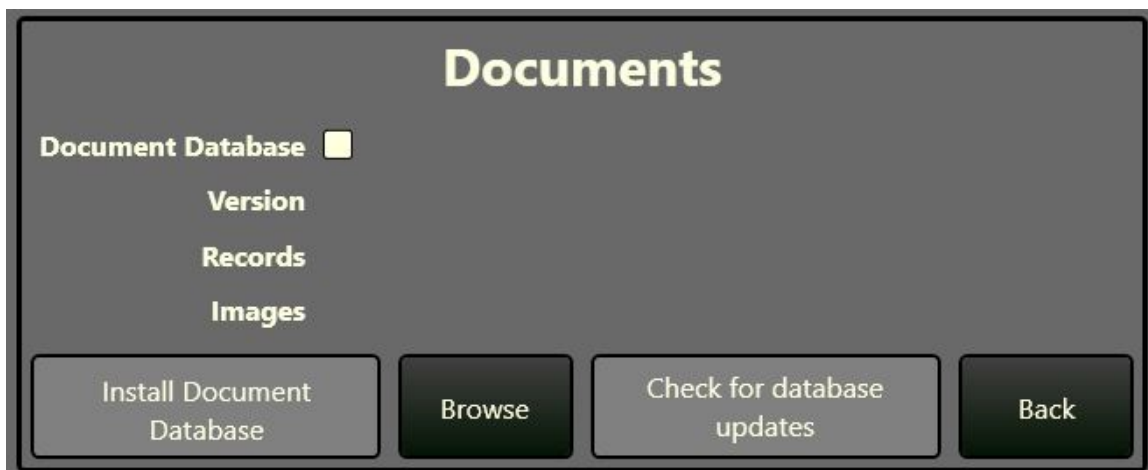 Documents
Document Database
Version
Records
Images
Install Document
Database
Browse
Check for database
updates
Back